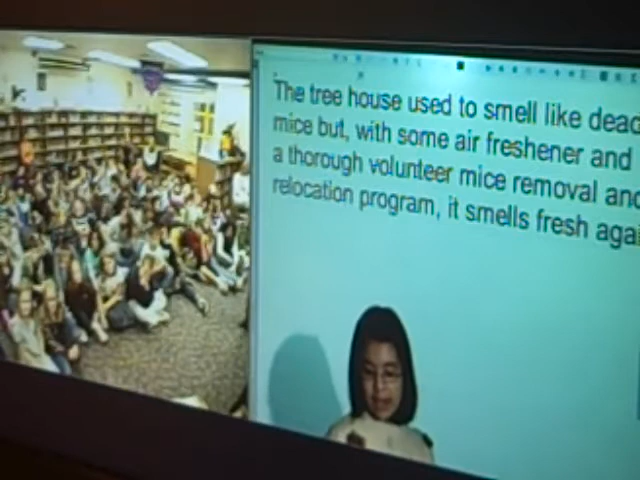 The tree house used to smell like dead
mice but, with some air freshener and
a thorough volunteer mice removal and
relocation program, it smells fresh again